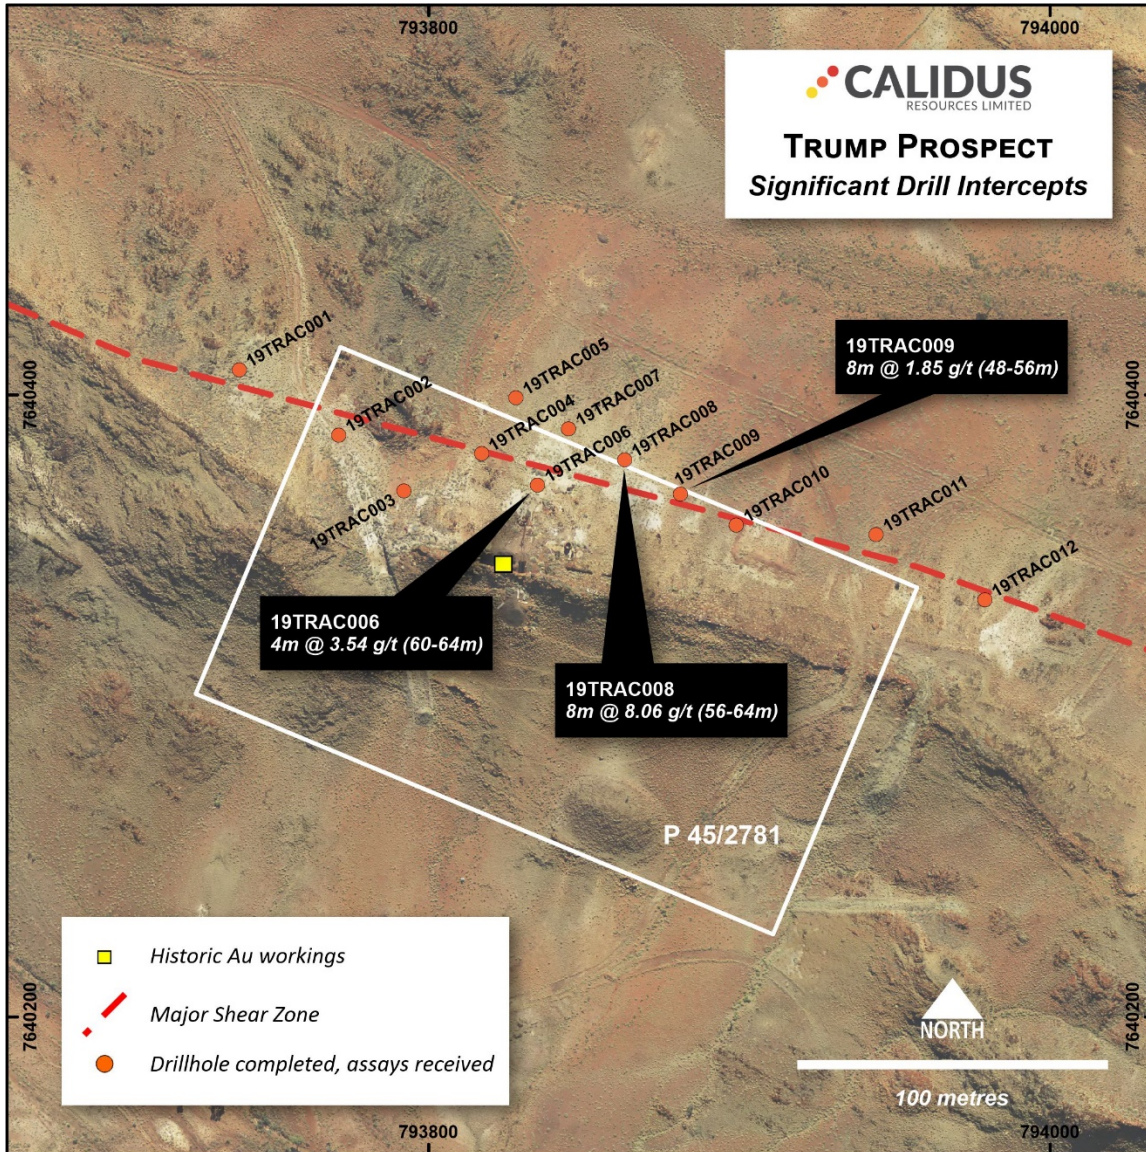 793800
794000
CALIDUS
RESOURCES LIMITED
TRUMP PROSPECT
Significant Drill Intercepts
7640400
7640400
19TRAC001
19TRAC002
19TRAC003
19TRAC004
19TRAC005
19TRAC006
19TRAC007
19TRAC008
19TRAC009
19TRAC010
19TRAC011
19TRAC012
19TRAC009
8m @ 1.85 g/t (48-56m)
19TRAC006
4m @ 3.54 g/t (60-64m)
19TRAC008
8m @ 8.06 g/t (56-64m)
P 45/2781
Historic Au workings
Major Shear Zone
Drillhole completed, assays received
NORTH
100 metres
7640200
7640200
793800
794000